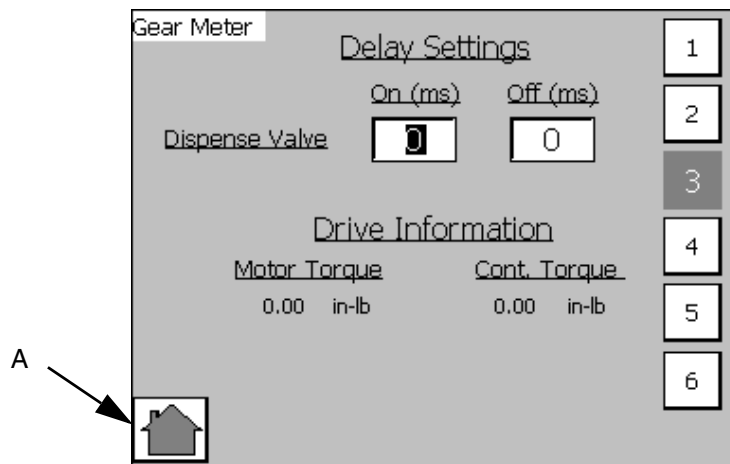 Gear Meter
Delay Settings
1
On (ms) Off (ms)
2
Dispense Valve 0 0
3
Drive Information
4
Motor Torque Cont. Torque
0.00 in-lb 0.00 in-lb
5
A
6